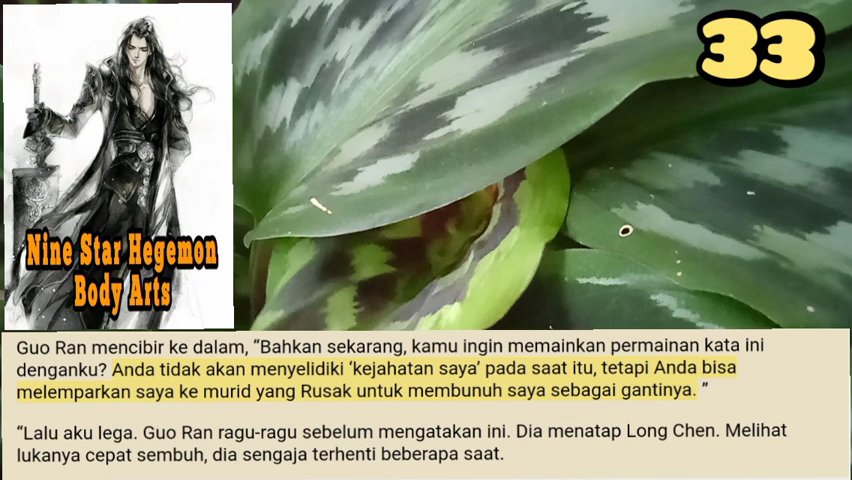 33
Nine Star Hegemon
Body Arts
Guo Ran mencibir ke dalam, “Bahkan sekarang, kamu ingin memainkan permainan kata ini
denganku? Anda tidak akan menyelidiki ‘kejahatan saya’ pada saat itu, tetapi Anda bisa
melemparkan saya ke murid yang Rusak untuk membunuh saya sebagai gantinya. ”
“Lalu aku lega. Guo Ran ragu-ragu sebelum mengatakan ini. Dia menatap Long Chen. Melihat
lukanya cepat sembuh, dia sengaja terhenti beberapa saat.